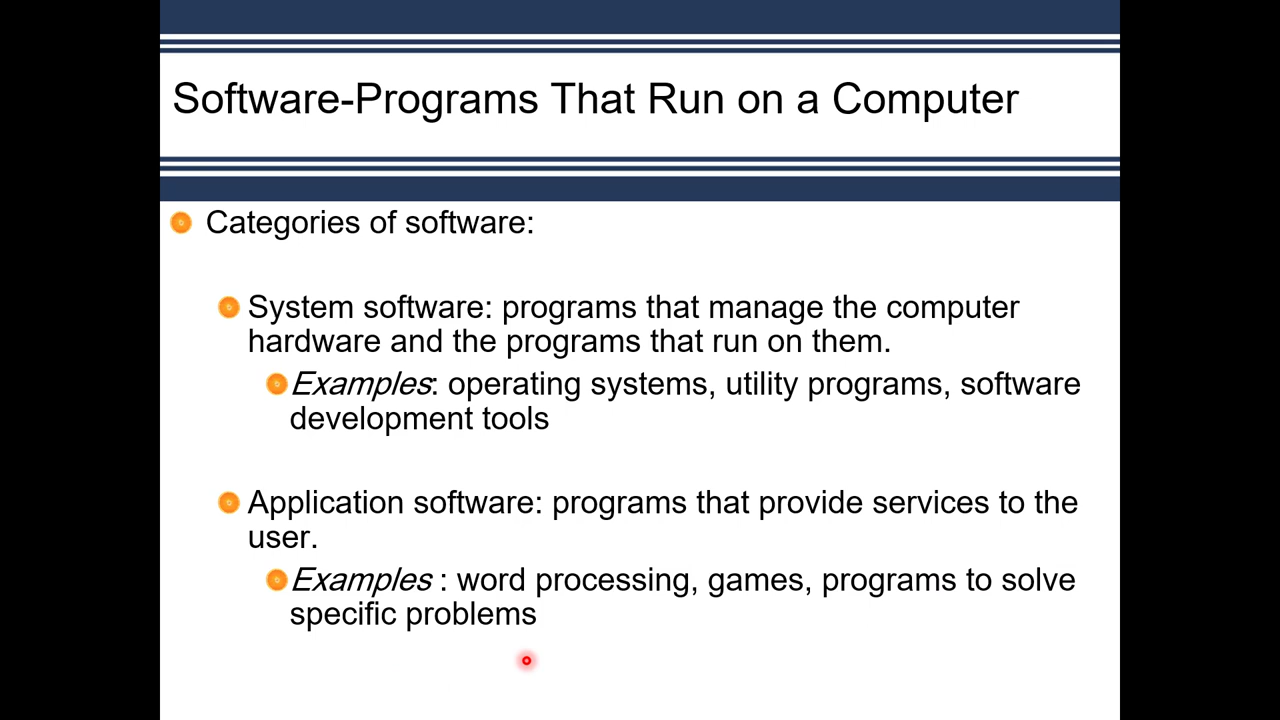 Software-Programs That Run on a Computer
Categories of software:
System software: programs that manage the computer
hardware and the programs that run on them.
Examples: operating systems, utility programs, software
development tools
Application software: programs that provide services to the
user.
Examples : word processing, games, programs to solve
specific problems